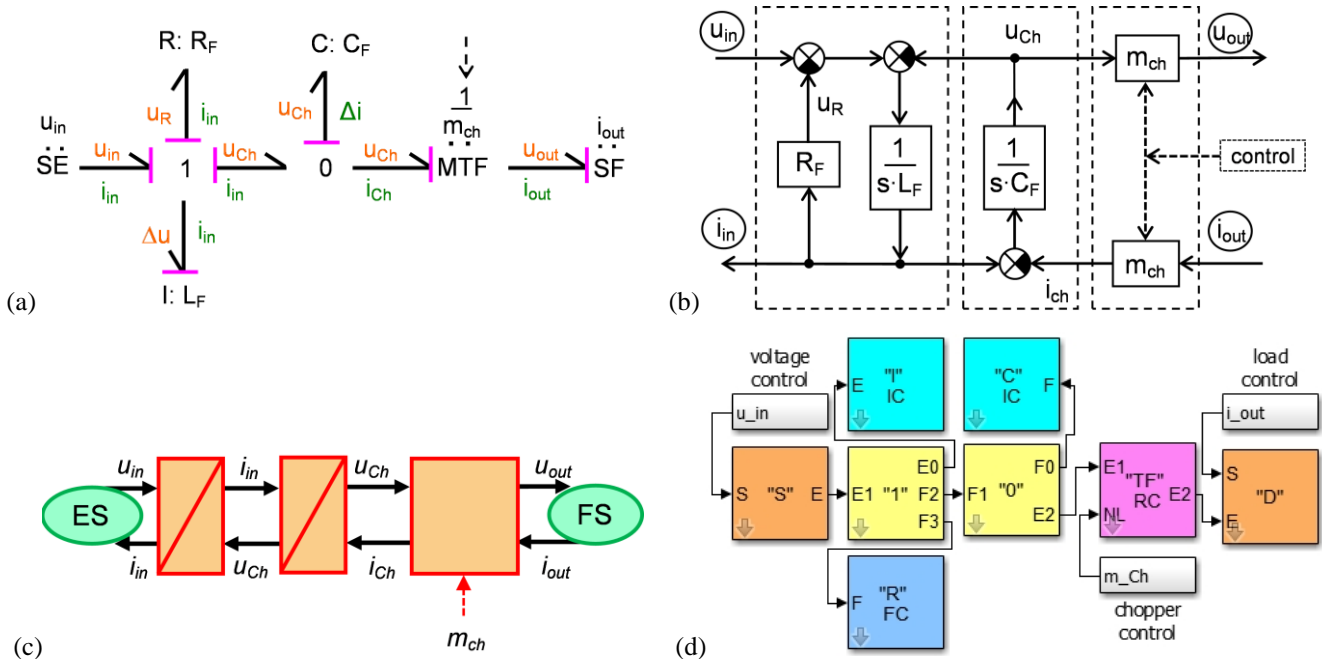 R: R_F
C: C_F
1
m_ch
u_in
u_R
i_in
u_Ch
Δi
i_out
SE
u_in
i_in
1
u_Ch
i_in
0
u_Ch
i_Ch
MTF
u_out
i_out
SF
Δu
i_in
I: L_F
(a)
u_in
u_Ch
u_out
m_ch
u_R
R_F
1
s·L_F
1
s·C_F
control
i_in
i_ch
m_ch
i_out
(b)
u_in
i_in
u_Ch
u_out
ES
FS
i_in
u_Ch
i_Ch
i_out
m_ch
(c)
voltage
control
u_in
E "I"
IC
"C" F
IC
load
control
i_out
S "S" E
E1 "1" E0
F2
F3
F1 "0" F0
E2
E1 "TF" E2
RC
NL
S "D"
E
F "R"
FC
m_Ch
chopper
control
(d)